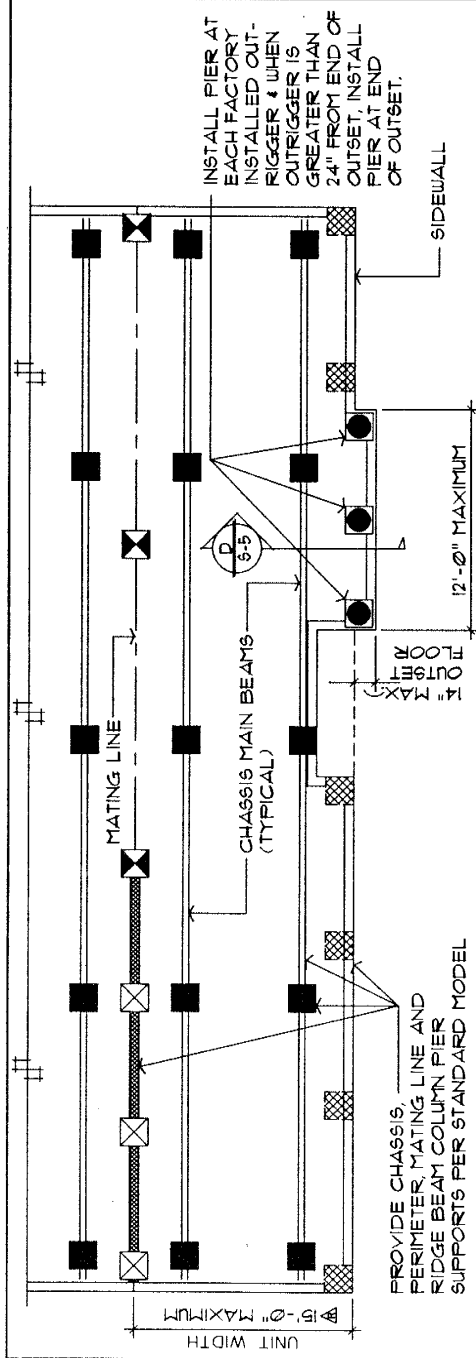 INSTALL PIER AT
EACH FACTORY
INSTALLED OUT-
RIGGER & WHEN
OUTRIGGER IS
GREATER THAN
24" FROM END OF
OUTSET, INSTALL
PIER AT END
OF OUTSET.
SIDEWALL
MATING LINE
D
S-5
CHASSIS MAIN BEAMS
(TYPICAL)
12'-0" MAXIMUM
14" MAX.
OUTSET
FLOOR
PROVIDE CHASSIS,
PERIMETER, MATING LINE AND
RIDGE BEAM COLUMN PIER
SUPPORTS PER STANDARD MODEL
UNIT WIDTH
15'-0" MAXIMUM